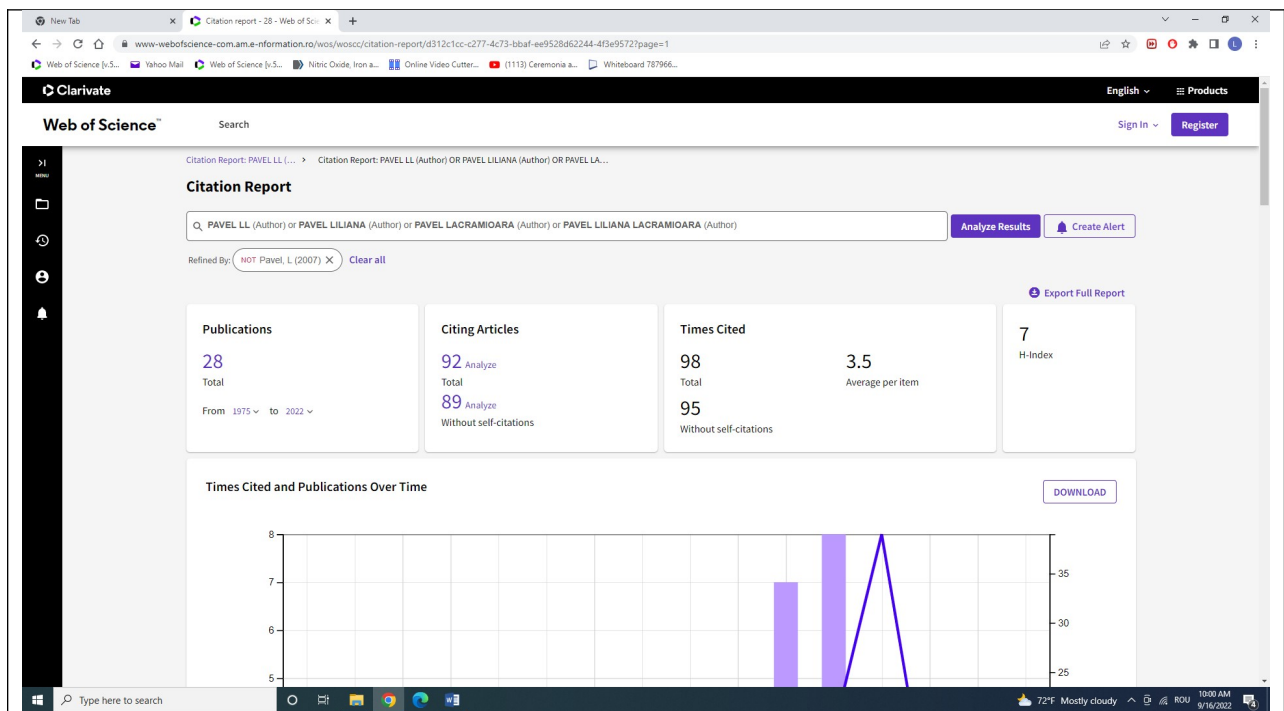 New Tab
Citation report - 28 - Web of Scie
www-webofscience-com.am.e-nformation.ro/wos/woscc/citation-report/d312c1cc-c277-4c73-bbaf-ee9528d62244-4f3e9572?page=1
Web of Science [v.5... Yahoo Mail Web of Science [v.5... Nitric Oxide, Iron a... Online Video Cutter... (1113) Ceremonia a... Whiteboard 787966...
Clarivate English Products
Web of Science™ Search Sign In Register
MENU
Citation Report: PAVEL LL (... > Citation Report: PAVEL LL (Author) OR PAVEL LILIANA (Author) OR PAVEL LA...
Citation Report
PAVEL LL (Author) or PAVEL LILIANA (Author) or PAVEL LACRAMIOARA (Author) or PAVEL LILIANA LACRAMIOARA (Author)
Analyze Results Create Alert
Refined By: NOT Pavel, L (2007) Clear all
Export Full Report
Publications
28
Total
From 1975 to 2022
Citing Articles
92 Analyze
Total
89 Analyze
Without self-citations
Times Cited
98
Total
95
Without self-citations
3.5
Average per item
7
H-Index
Times Cited and Publications Over Time
DOWNLOAD
8
7
6
5
35
30
25
Type here to search
72°F Mostly cloudy ROU 10:00 AM
9/16/2022
4